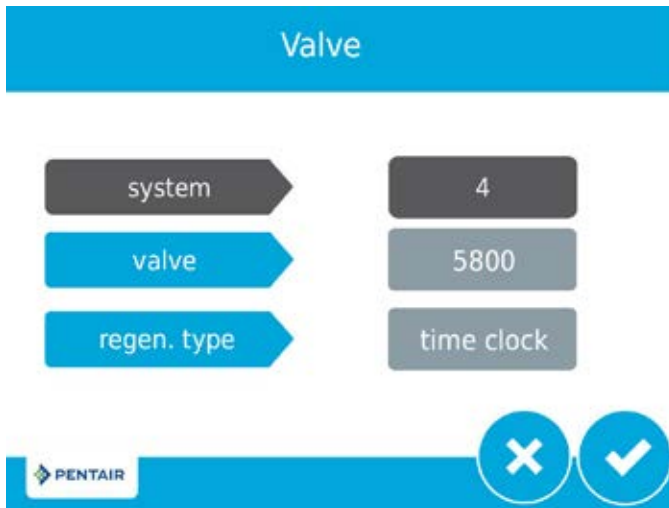 Valve
system 4
valve 5800
regen. type time clock
PENTAIR